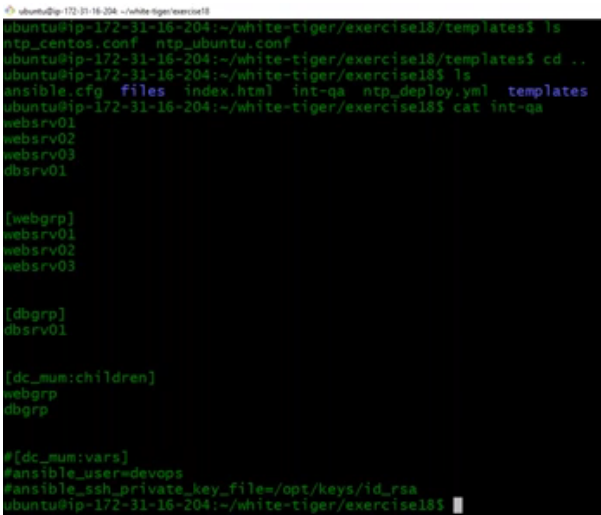 ubuntu@ip-172-31-16-204: ~/white-tiger/exercise18
ubuntu@ip-172-31-16-204:~/white-tiger/exercise18/templates$ ls
ntp_centos.conf  ntp_ubuntu.conf
ubuntu@ip-172-31-16-204:~/white-tiger/exercise18/templates$ cd ..
ubuntu@ip-172-31-16-204:~/white-tiger/exercise18$ ls
ansible.cfg  files  index.html  int-qa  ntp_deploy.yml  templates
ubuntu@ip-172-31-16-204:~/white-tiger/exercise18$ cat int-qa
websrv01
websrv02
websrv03
dbsrv01
[webgrp]
websrv01
websrv02
websrv03
[dbgrp]
dbsrv01
[dc_mum:children]
webgrp
dbgrp
#[dc_mum:vars]
#ansible_user=devops
#ansible_ssh_private_key_file=/opt/keys/id_rsa
ubuntu@ip-172-31-16-204:~/white-tiger/exercise18$